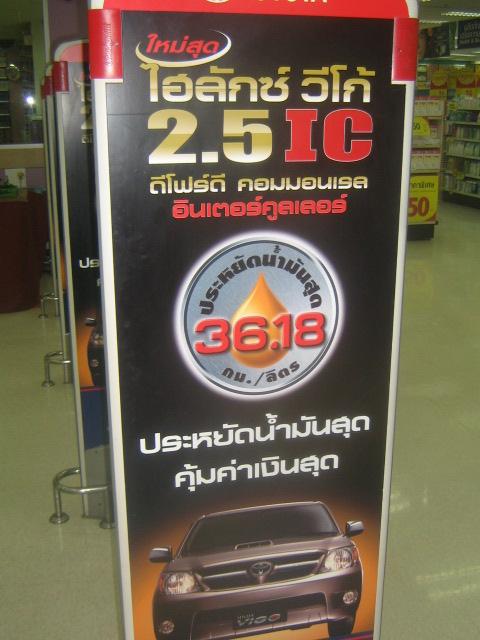 ใหม่สุด
ไฮลักซ์ วีโก้
2.5 IC
ดีโฟร์ดี คอมมอนเรล
อินเตอร์คูลเลอร์
ประหยัดน้ำมันสุด
36.18
กม./ลิตร
ประหยัดน้ำมันสุด
คุ้มค่าเงินสุด
VIGO
50